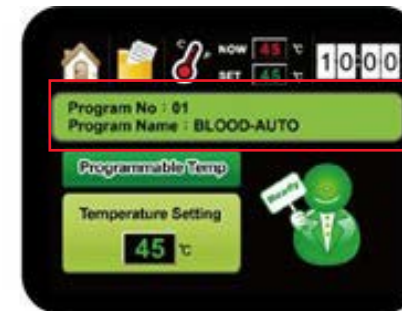 NOW 45 ℃
SET 45 ℃
10:00
Program No : 01
Program Name : BLOOD-AUTO
Programmable Temp
Ready
Temperature Setting
45 ℃